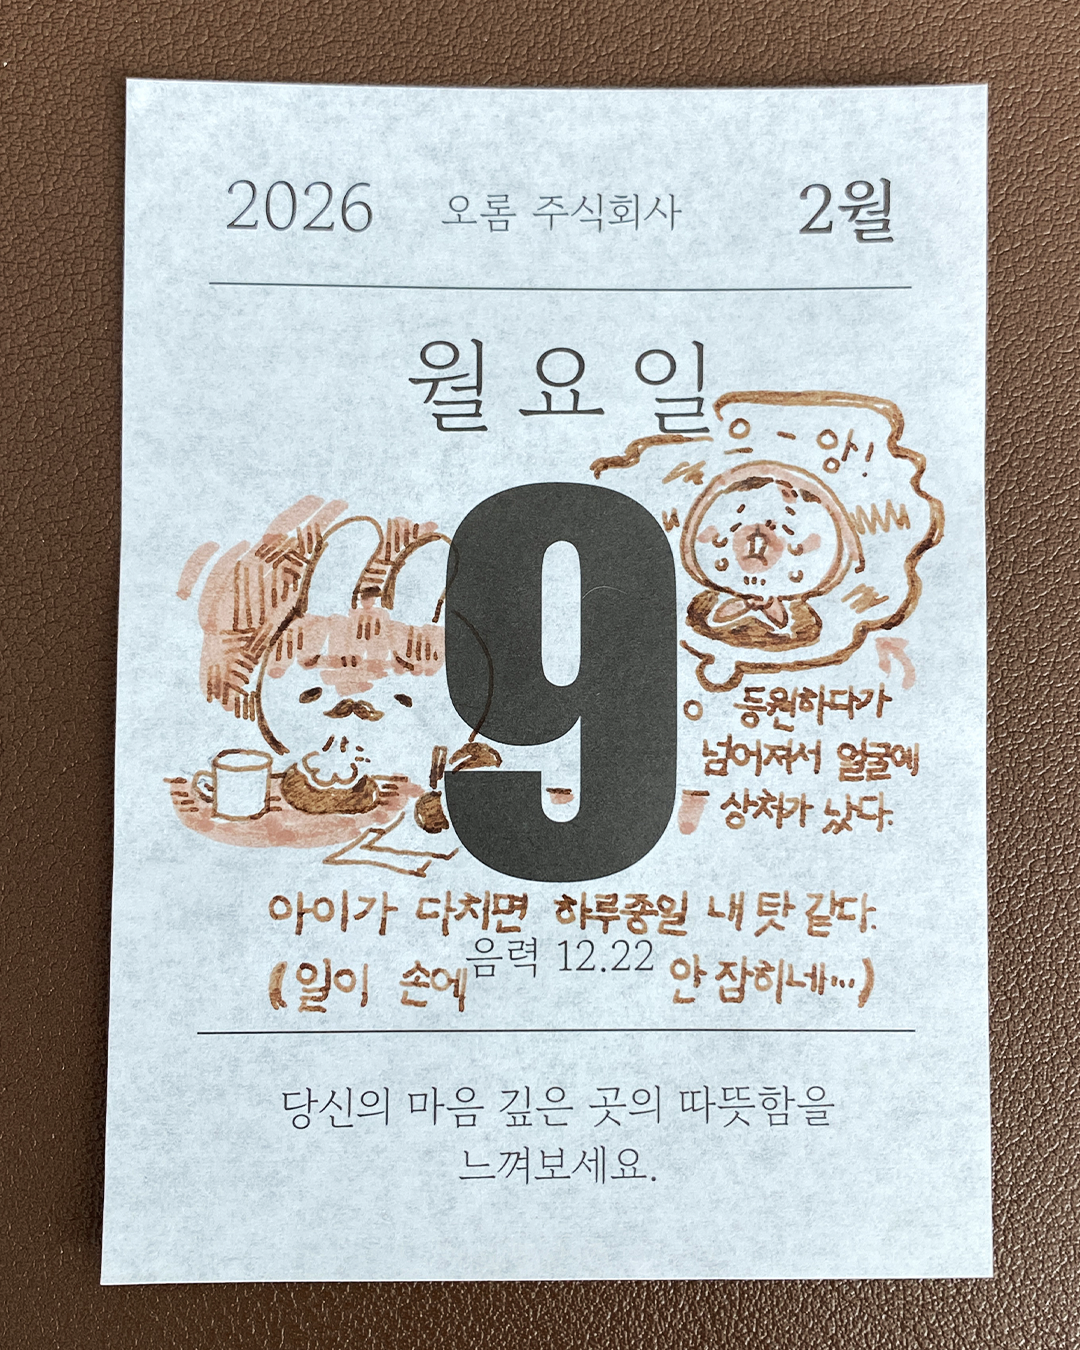 2026 오롬 주식회사 2월
월요일
으-앙!
9
등원하다가
넘어져서 얼굴에
상처가 났다.
아이가 다치면 하루종일 내 탓 같다.
(일이 손에 안 잡히네...)
음력 12.22
당신의 마음 깊은 곳의 따뜻함을
느껴보세요.